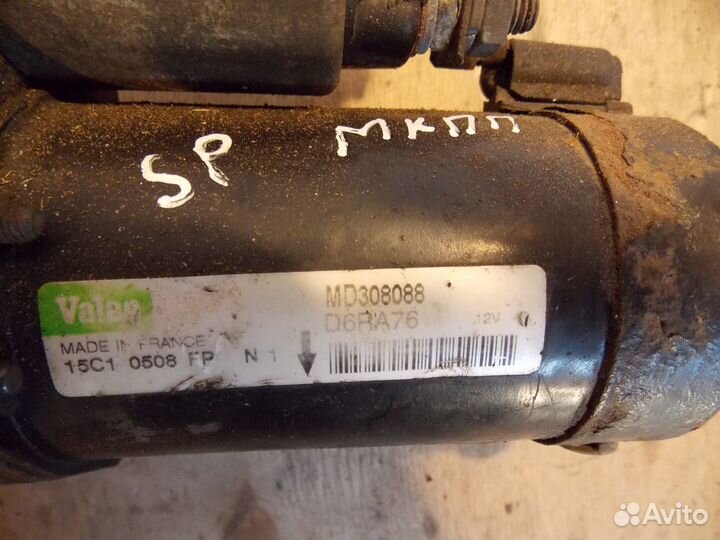 SP МКПП
Valeo
MD308088
D6RA76 12V
MADE IN FRANCE
15C1 0508 FP N 1
Avito